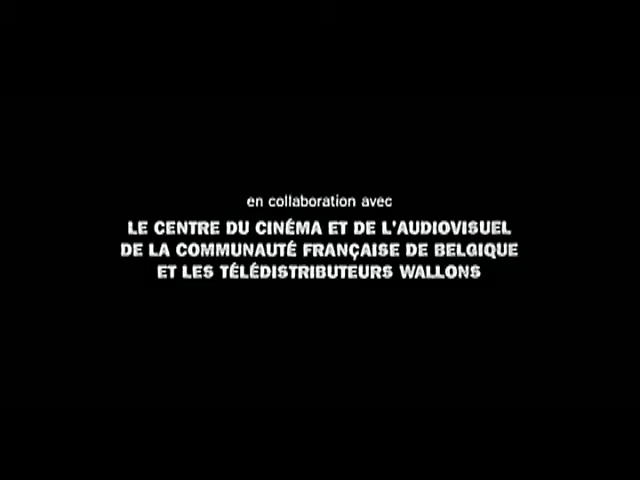 en collaboration avec
LE CENTRE DU CINÉMA ET DE L'AUDIOVISUEL
DE LA COMMUNAUTÉ FRANÇAISE DE BELGIQUE
ET LES TÉLÉDISTRIBUTEURS WALLONS